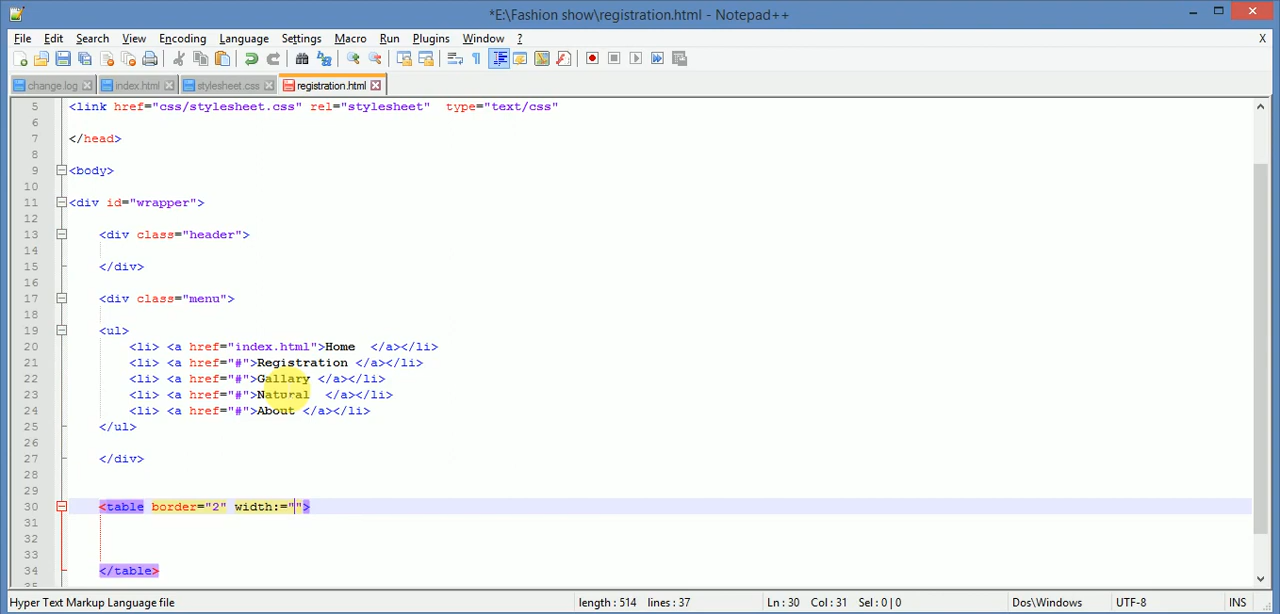 *E:\Fashion show\registration.html - Notepad++
File Edit Search View Encoding Language Settings Macro Run Plugins Window ? X
change.log index.html stylesheet.css registration.html
5 <link href="css/stylesheet.css" rel="stylesheet"  type="text/css"
6
7 </head>
8
9 <body>
10
11 <div id="wrapper">
12
13 <div class="header">
14
15 </div>
16
17 <div class="menu">
18
19 <ul>
20 <li> <a href="index.html">Home  </a></li>
21 <li> <a href="#">Registration </a></li>
22 <li> <a href="#">Gallary </a></li>
23 <li> <a href="#">Natural  </a></li>
24 <li> <a href="#">About </a></li>
25 </ul>
26
27 </div>
28
29
30 <table border="2" width:="">
31
32
33
34 </table>
35
Hyper Text Markup Language file length : 514 lines : 37 Ln : 30 Col : 31 Sel : 0 | 0 Dos\Windows UTF-8 INS